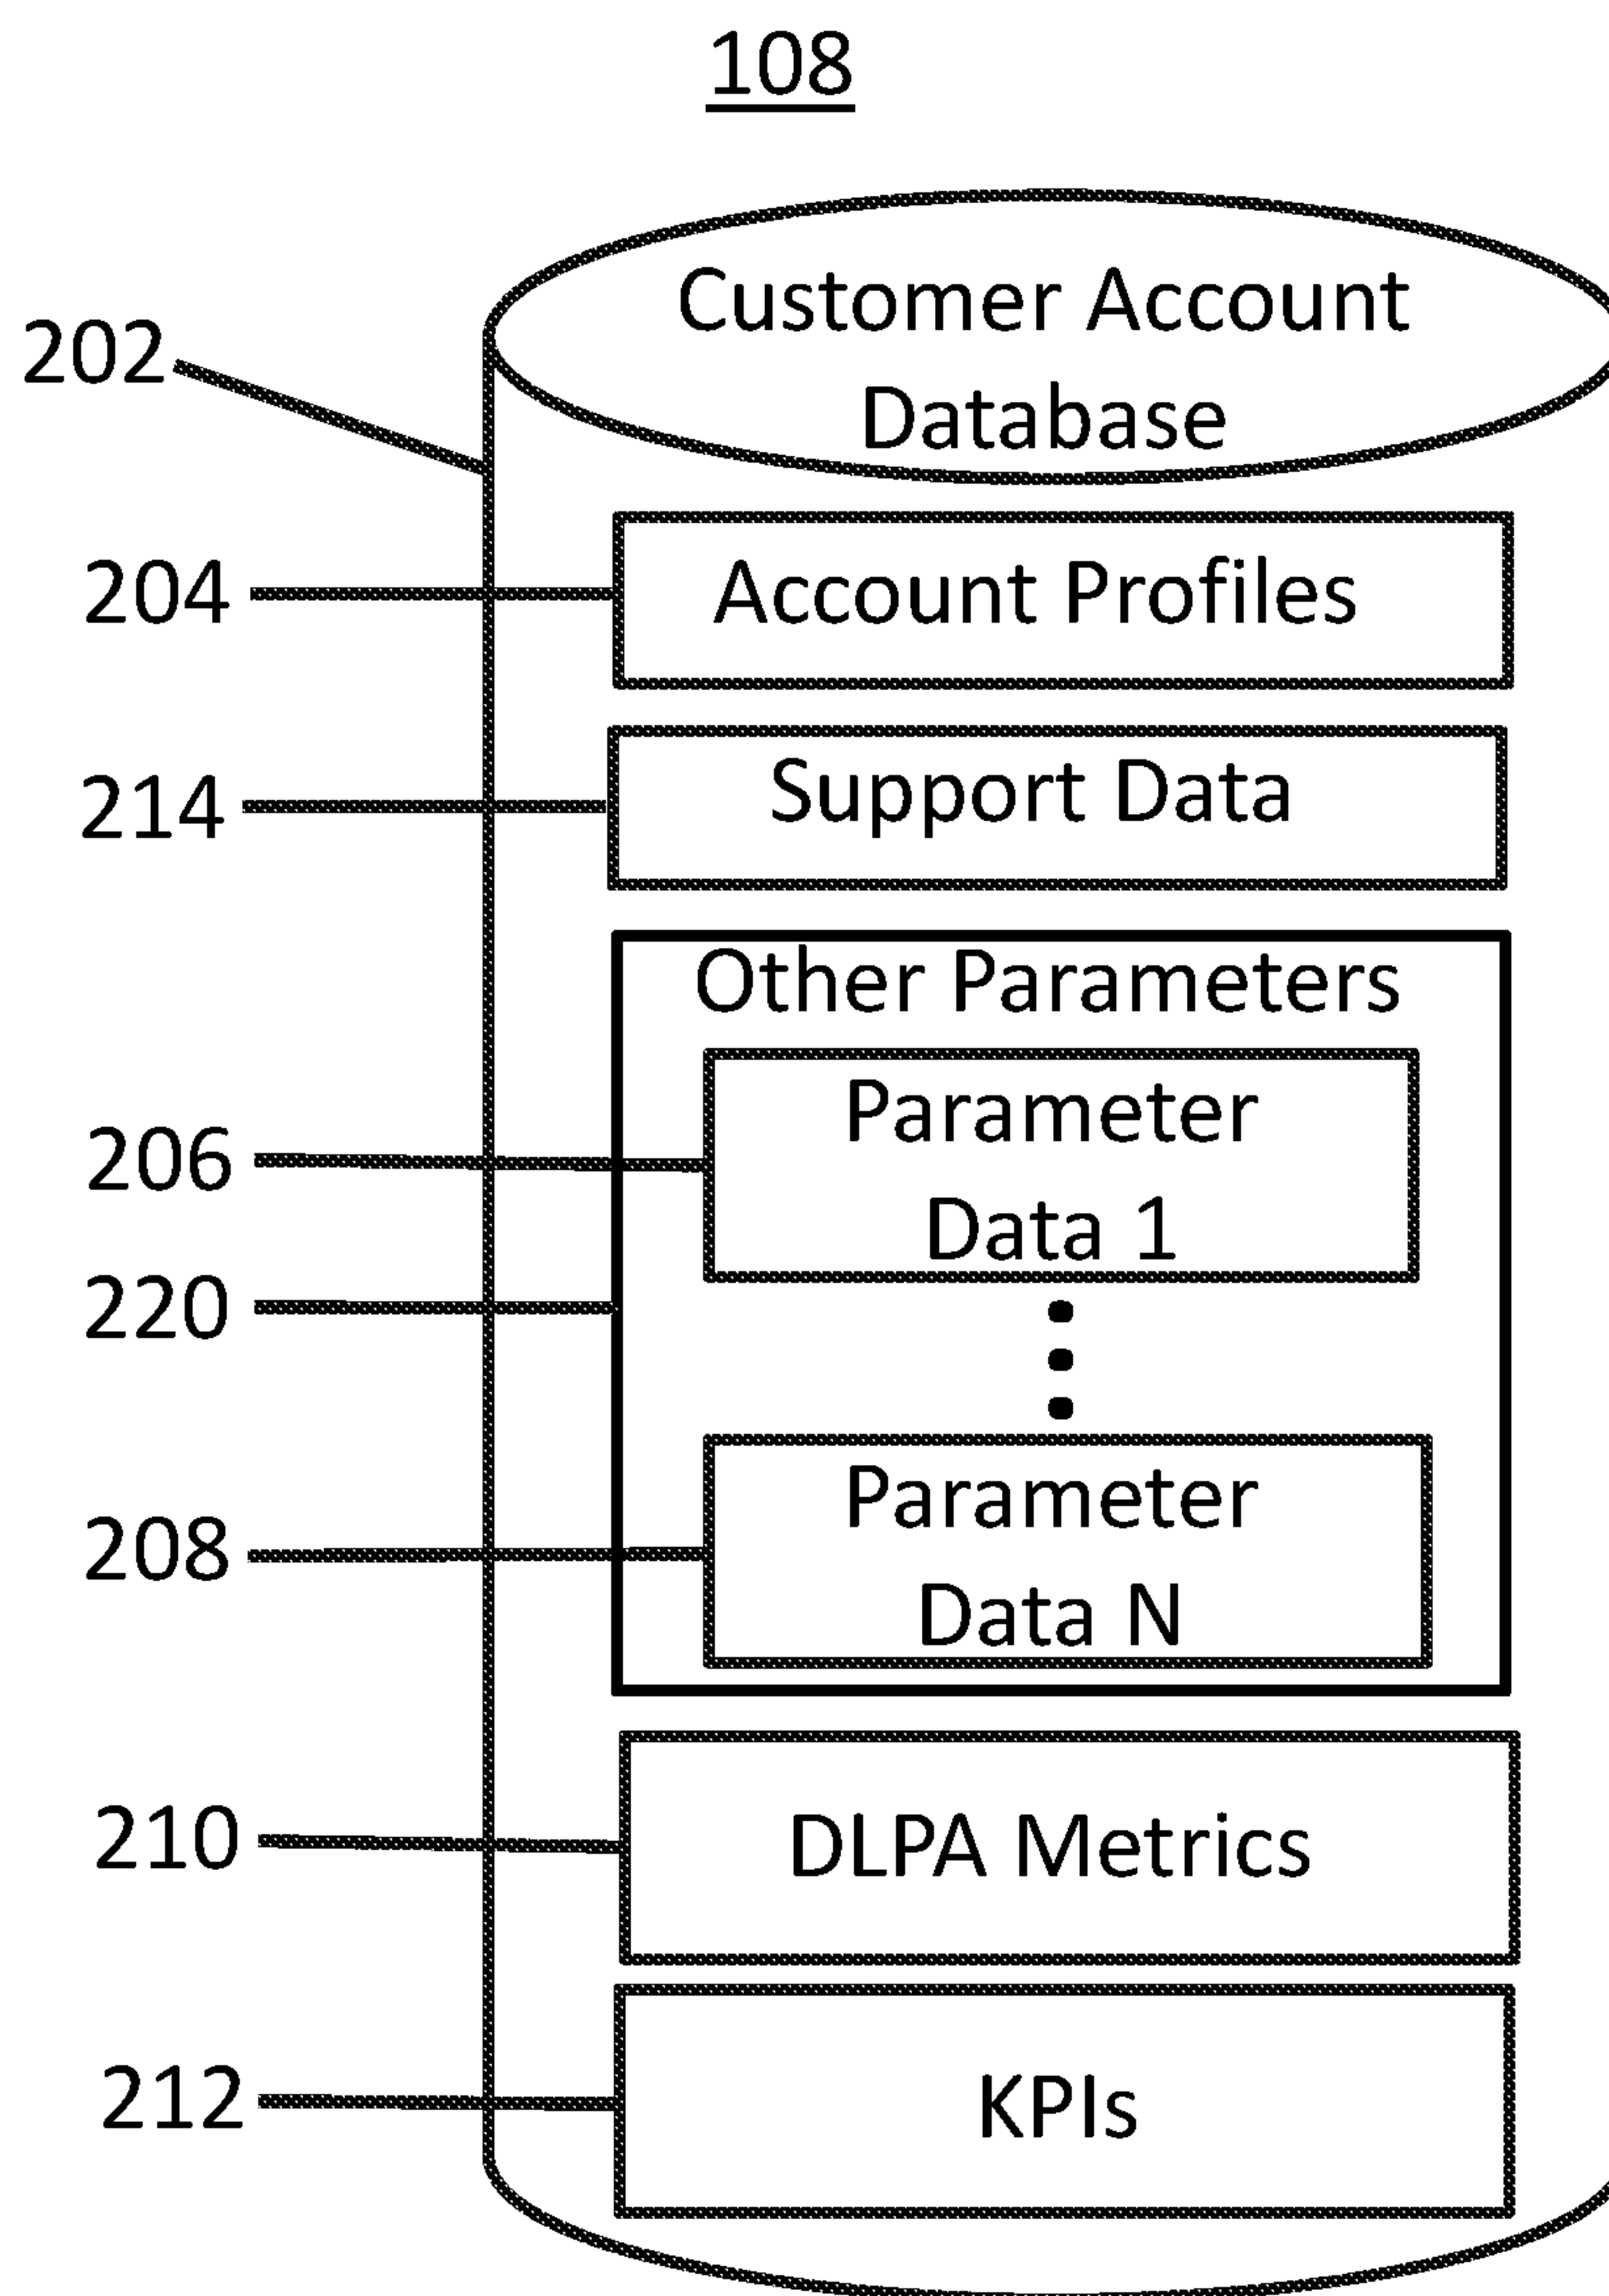 108
Customer Account
Database
202
204
Account Profiles
214
Support Data
Other Parameters
206
Parameter
Data 1
220
208
Parameter
Data N
210
DLPA Metrics
212
KPIs